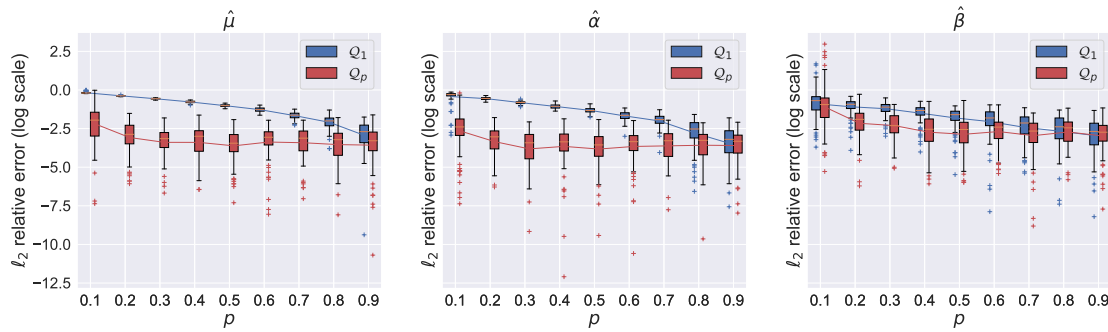 μ̂
α̂
β̂
ℓ₂ relative error (log scale)
2.5
0.0
−2.5
−5.0
−7.5
−10.0
−12.5
𝒬₁
𝒬ₚ
0.1 0.2 0.3 0.4 0.5 0.6 0.7 0.8 0.9
p
ℓ₂ relative error (log scale)
𝒬₁
𝒬ₚ
0.1 0.2 0.3 0.4 0.5 0.6 0.7 0.8 0.9
p
ℓ₂ relative error (log scale)
𝒬₁
𝒬ₚ
0.1 0.2 0.3 0.4 0.5 0.6 0.7 0.8 0.9
p